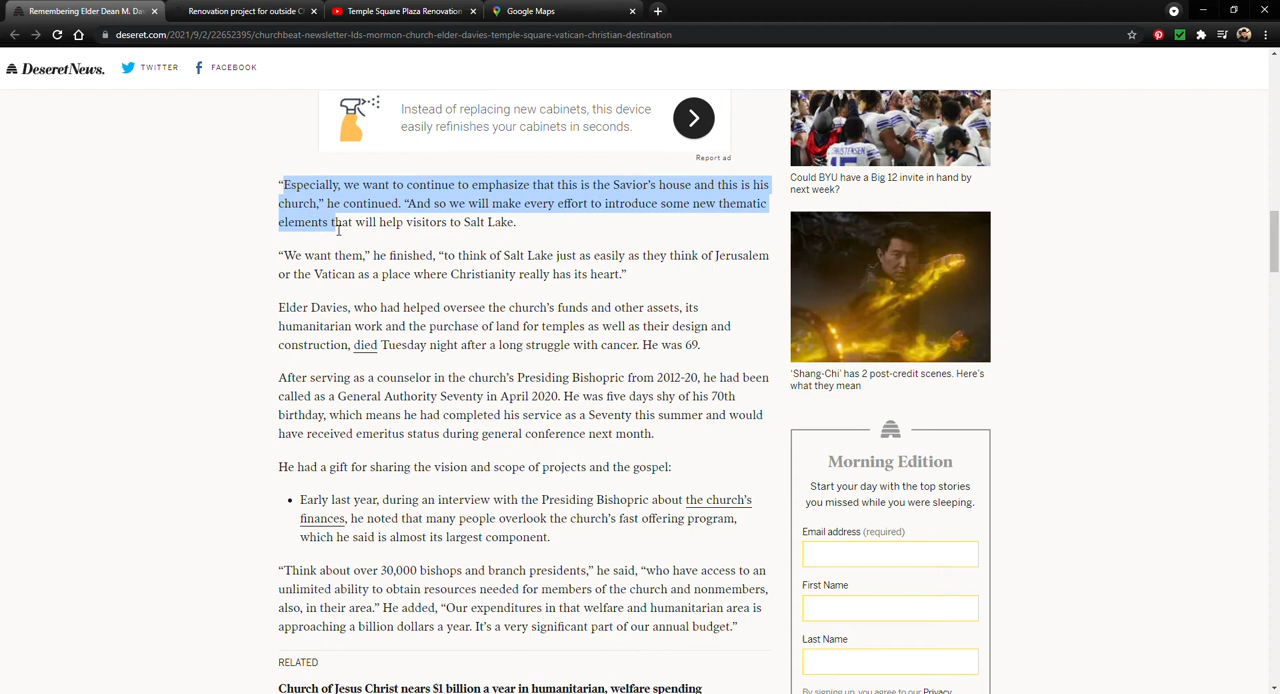 Remembering Elder Dean M. Da
Renovation project for outside C
Temple Square Plaza Renovation
Google Maps
deseret.com/2021/9/2/22652395/churchbeat-newsletter-lds-mormon-church-elder-davies-temple-square-vatican-christian-destination
Deseret News.
TWITTER
FACEBOOK
Instead of replacing new cabinets, this device
easily refinishes your cabinets in seconds.
Report ad
“Especially, we want to continue to emphasize that this is the Savior’s house and this is his
church,” he continued. “And so we will make every effort to introduce some new thematic
elements that will help visitors to Salt Lake.
“We want them,” he finished, “to think of Salt Lake just as easily as they think of Jerusalem
or the Vatican as a place where Christianity really has its heart.”
Elder Davies, who had helped oversee the church’s funds and other assets, its
humanitarian work and the purchase of land for temples as well as their design and
construction, died Tuesday night after a long struggle with cancer. He was 69.
After serving as a counselor in the church’s Presiding Bishopric from 2012-20, he had been
called as a General Authority Seventy in April 2020. He was five days shy of his 70th
birthday, which means he had completed his service as a Seventy this summer and would
have received emeritus status during general conference next month.
He had a gift for sharing the vision and scope of projects and the gospel:
• Early last year, during an interview with the Presiding Bishopric about the church’s
finances, he noted that many people overlook the church’s fast offering program,
which he said is almost its largest component.
“Think about over 30,000 bishops and branch presidents,” he said, “who have access to an
unlimited ability to obtain resources needed for members of the church and nonmembers,
also, in their area.” He added, “Our expenditures in that welfare and humanitarian area is
approaching a billion dollars a year. It’s a very significant part of our annual budget.”
RELATED
Church of Jesus Christ nears $1 billion a year in humanitarian, welfare spending
Could BYU have a Big 12 invite in hand by
next week?
‘Shang-Chi’ has 2 post-credit scenes. Here’s
what they mean
Morning Edition
Start your day with the top stories
you missed while you were sleeping.
Email address (required)
First Name
Last Name
By signing up, you agree to our Privacy